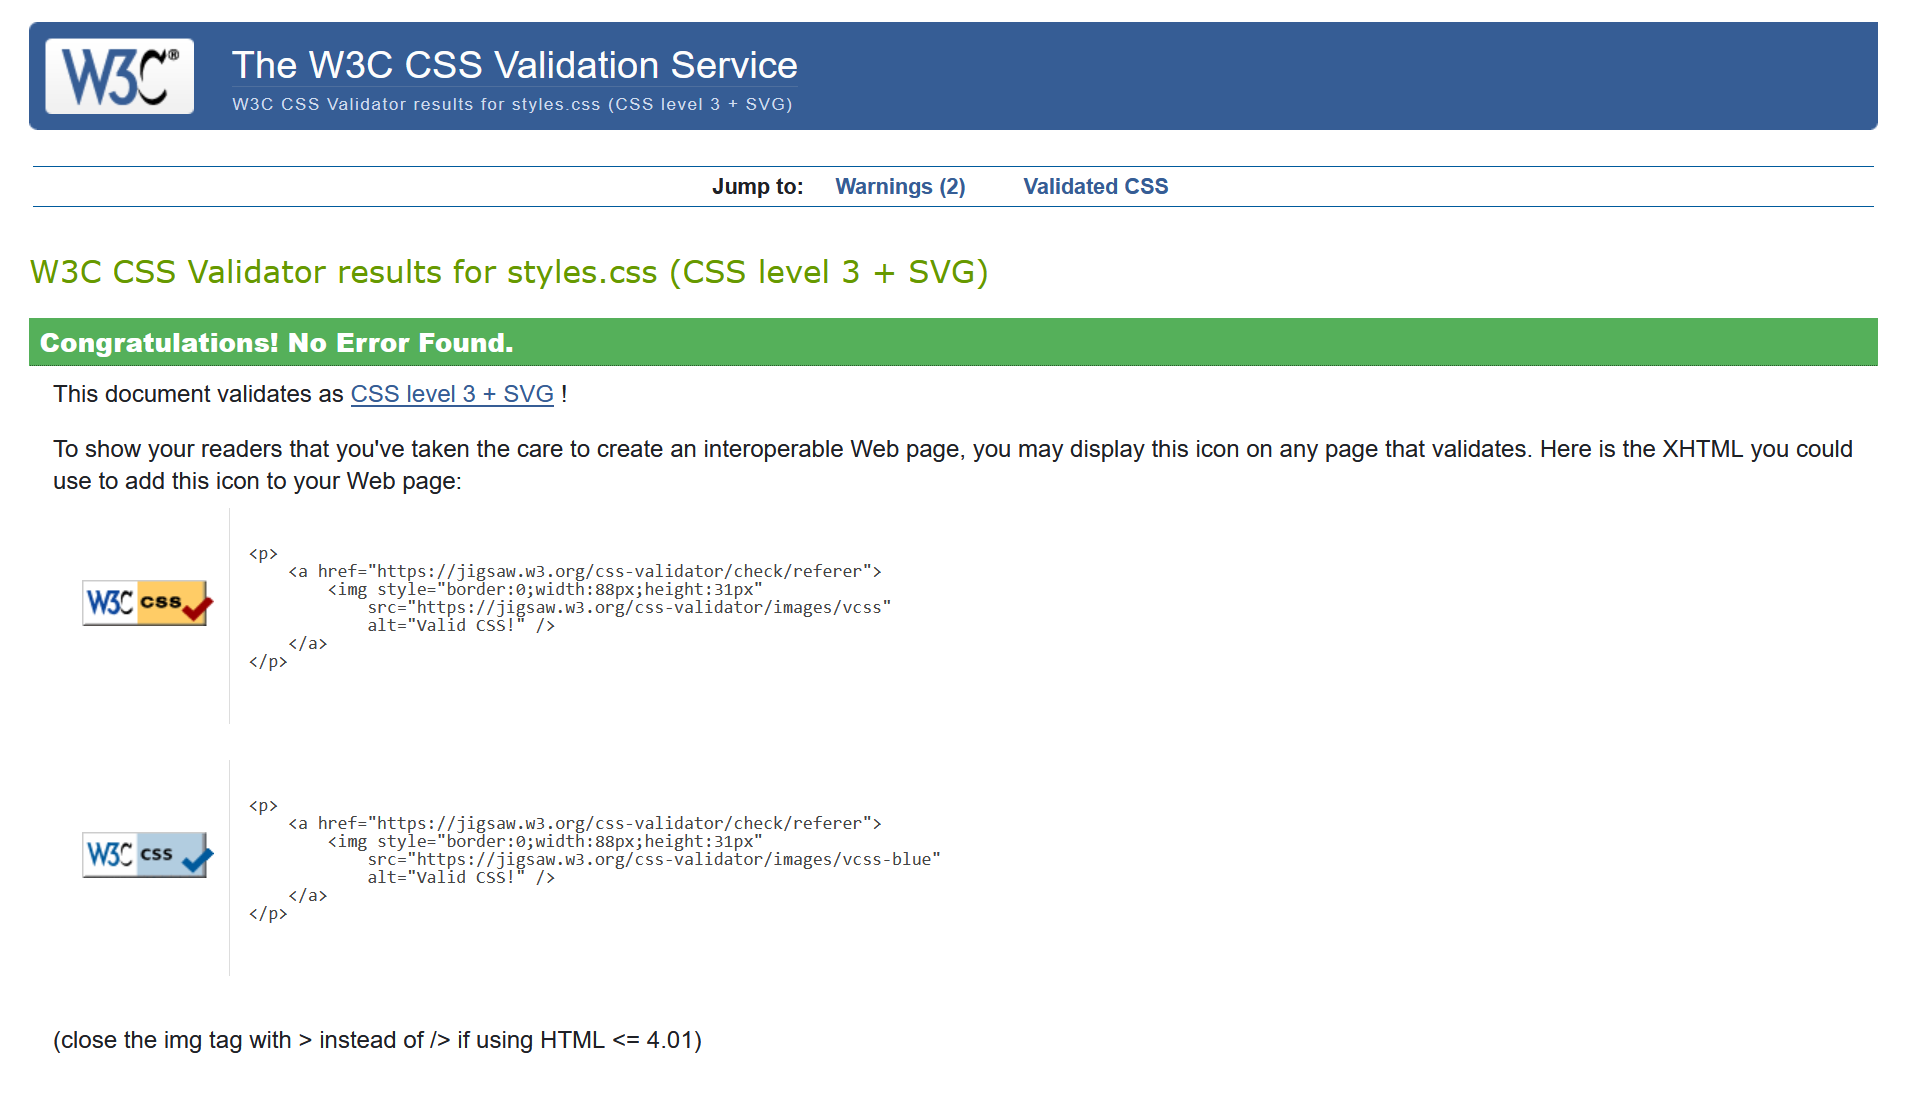 W3C®
The W3C CSS Validation Service
W3C CSS Validator results for styles.css (CSS level 3 + SVG)
Jump to: Warnings (2) Validated CSS
W3C CSS Validator results for styles.css (CSS level 3 + SVG)
Congratulations! No Error Found.
This document validates as CSS level 3 + SVG !
To show your readers that you've taken the care to create an interoperable Web page, you may display this icon on any page that validates. Here is the XHTML you could
use to add this icon to your Web page:
W3C css
<p>
    <a href="https://jigsaw.w3.org/css-validator/check/referer">
        <img style="border:0;width:88px;height:31px"
            src="https://jigsaw.w3.org/css-validator/images/vcss"
            alt="Valid CSS!" />
    </a>
</p>
W3C css
<p>
    <a href="https://jigsaw.w3.org/css-validator/check/referer">
        <img style="border:0;width:88px;height:31px"
            src="https://jigsaw.w3.org/css-validator/images/vcss-blue"
            alt="Valid CSS!" />
    </a>
</p>
(close the img tag with > instead of /> if using HTML <= 4.01)